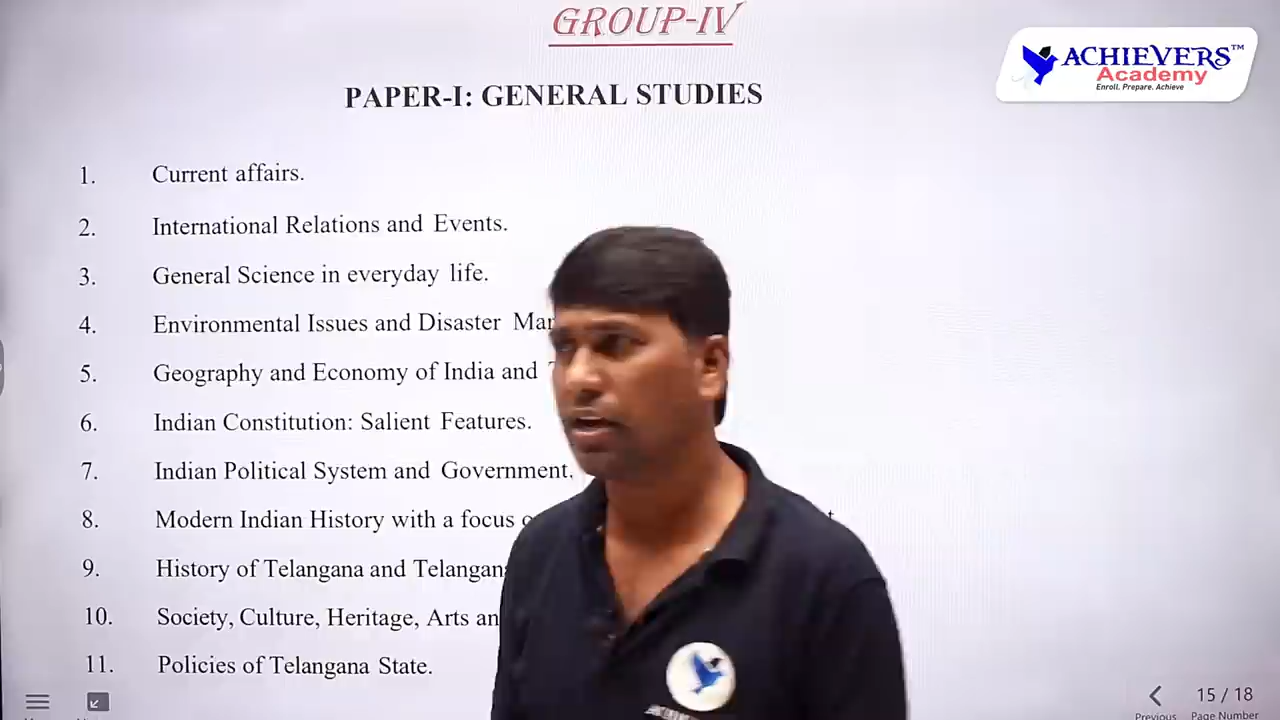 GROUP-IV
ACHIEVERS™
Academy
Enroll. Prepare. Achieve
PAPER-I: GENERAL STUDIES
1. Current affairs.
2. International Relations and Events.
3. General Science in everyday life.
4. Environmental Issues and Disaster
5. Geography and Economy of India and
6. Indian Constitution: Salient Features.
7. Indian Political System and Government.
8. Modern Indian History with a focus
9. History of Telangana and
10. Society, Culture, Heritage, Arts
11. Policies of Telangana State.
15 / 18
Previous Page Number